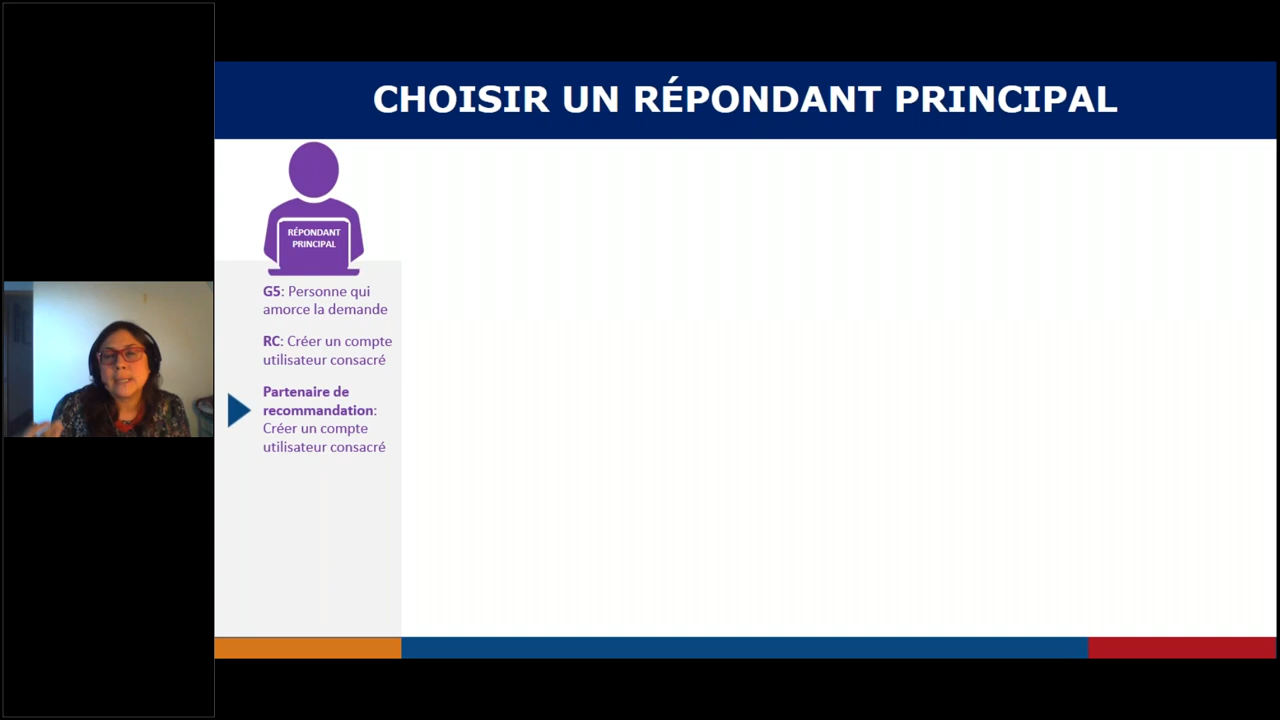 CHOISIR UN RÉPONDANT PRINCIPAL
RÉPONDANT
PRINCIPAL
G5: Personne qui
amorce la demande
RC: Créer un compte
utilisateur consacré
Partenaire de
recommandation:
Créer un compte
utilisateur consacré